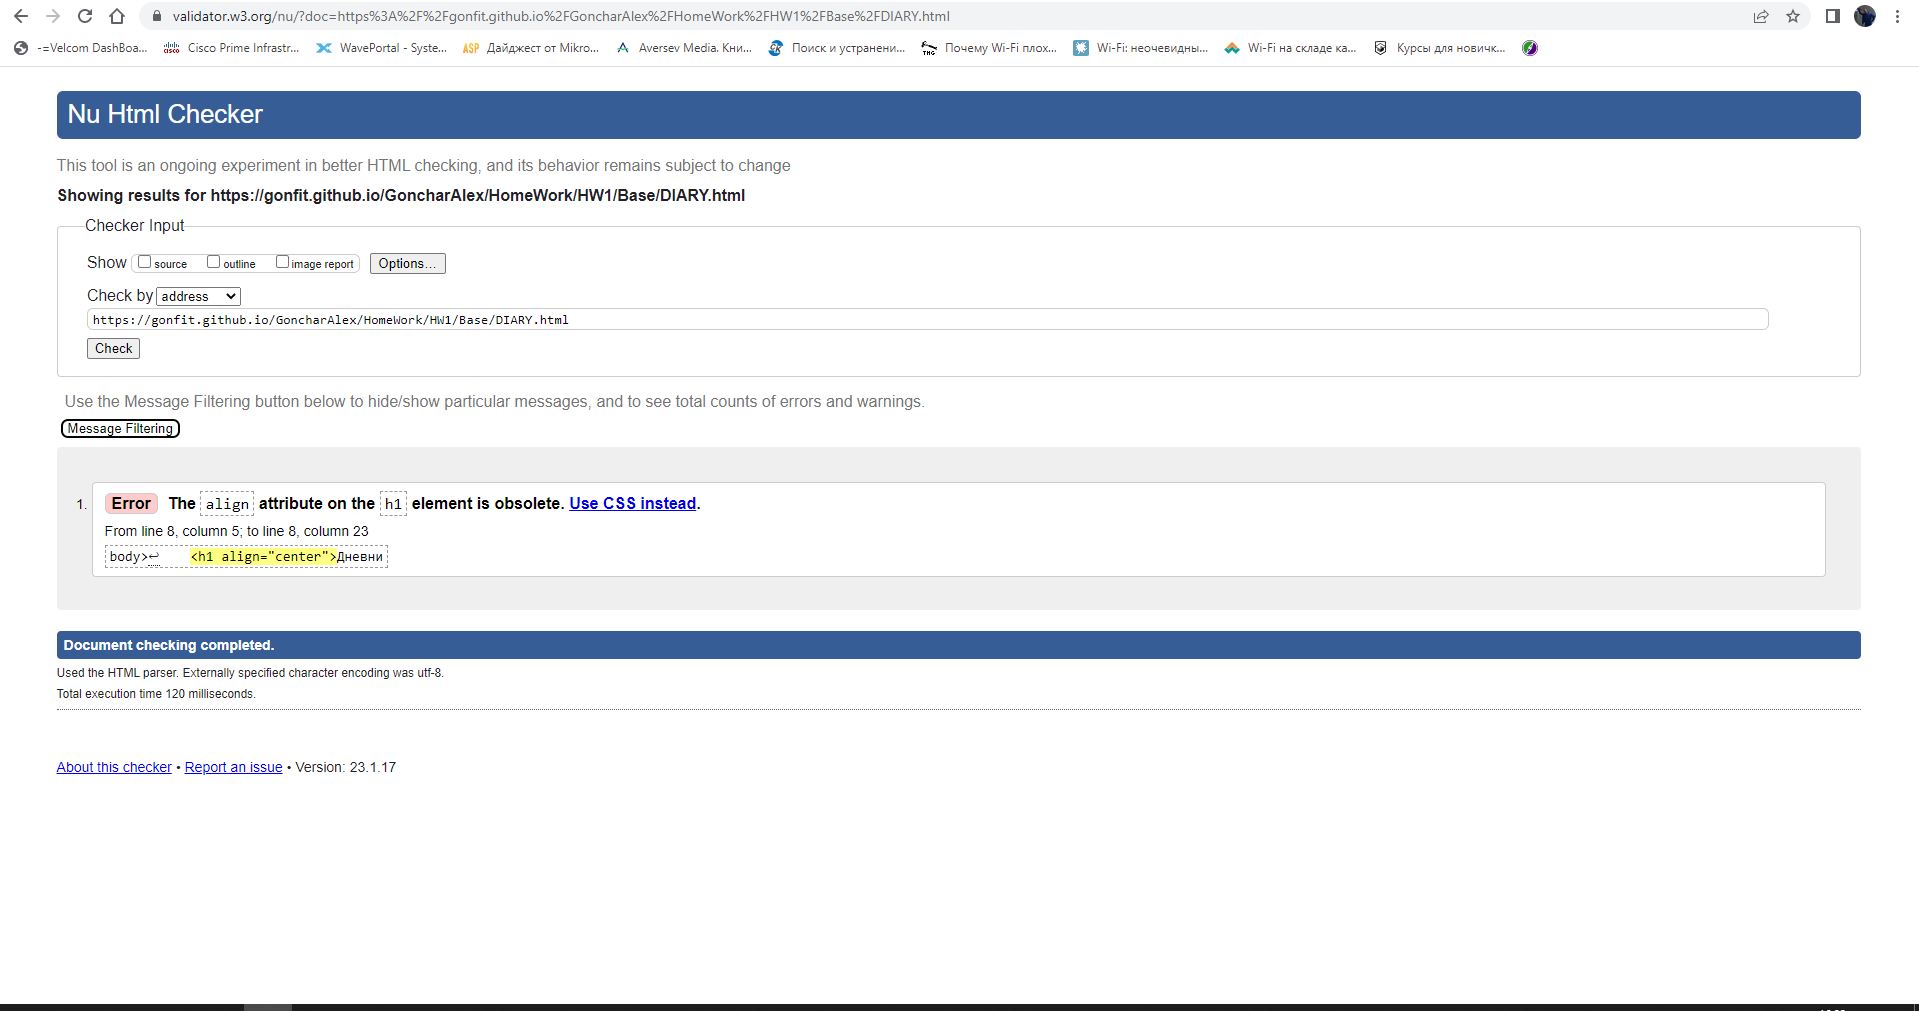 validator.w3.org/nu/?doc=https%3A%2F%2Fgonfit.github.io%2FGoncharAlex%2FHomeWork%2FHW1%2FBase%2FDIARY.html
-=Velcom DashBoa... Cisco Prime Infrastr... WavePortal - Syste... ASP Дайджест от Mikro... Aversev Media. Кни... Поиск и устранени... Почему Wi-Fi плох... Wi-Fi: неочевидны... Wi-Fi на складе ка... Курсы для новичк...
Nu Html Checker
This tool is an ongoing experiment in better HTML checking, and its behavior remains subject to change
Showing results for https://gonfit.github.io/GoncharAlex/HomeWork/HW1/Base/DIARY.html
Checker Input
Show source outline image report Options...
Check by address
https://gonfit.github.io/GoncharAlex/HomeWork/HW1/Base/DIARY.html
Check
Use the Message Filtering button below to hide/show particular messages, and to see total counts of errors and warnings.
Message Filtering
1. Error The align attribute on the h1 element is obsolete. Use CSS instead.
From line 8, column 5; to line 8, column 23
body>↩ <h1 align="center">Дневни
Document checking completed.
Used the HTML parser. Externally specified character encoding was utf-8.
Total execution time 120 milliseconds.
About this checker • Report an issue • Version: 23.1.17